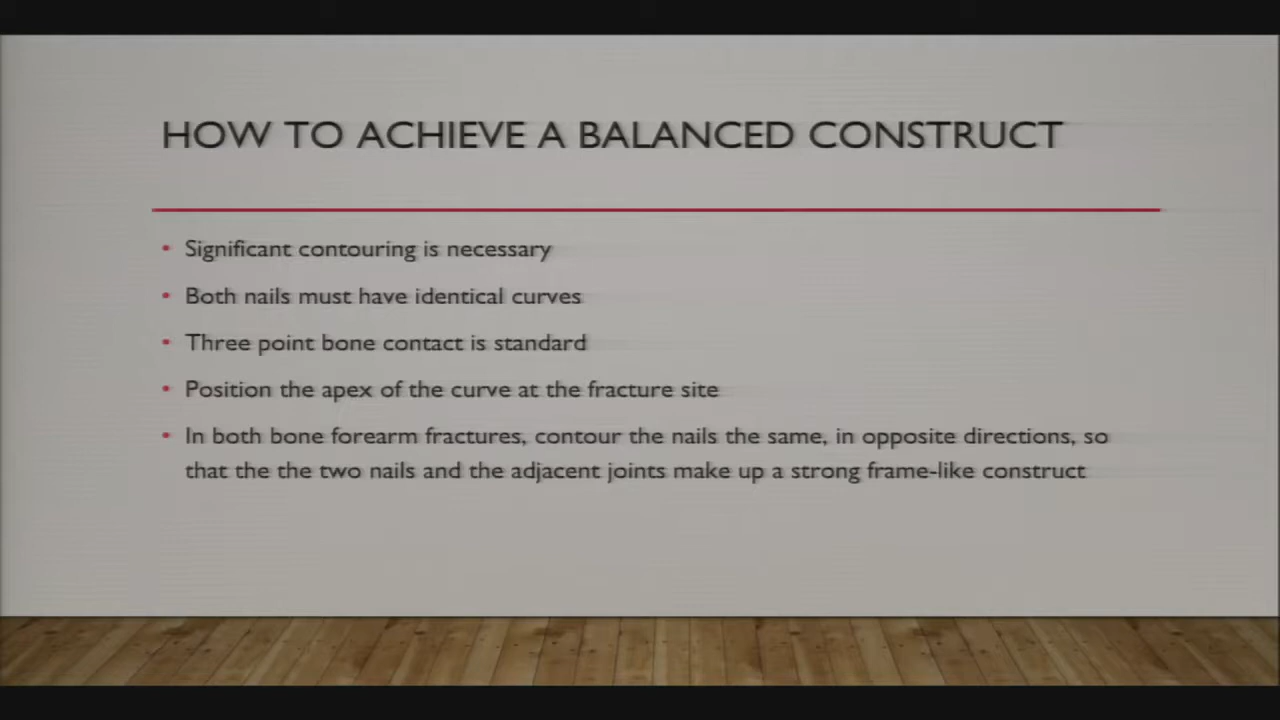 HOW TO ACHIEVE A BALANCED CONSTRUCT
• Significant contouring is necessary
• Both nails must have identical curves
• Three point bone contact is standard
• Position the apex of the curve at the fracture site
• In both bone forearm fractures, contour the nails the same, in opposite directions, so
that the the two nails and the adjacent joints make up a strong frame-like construct